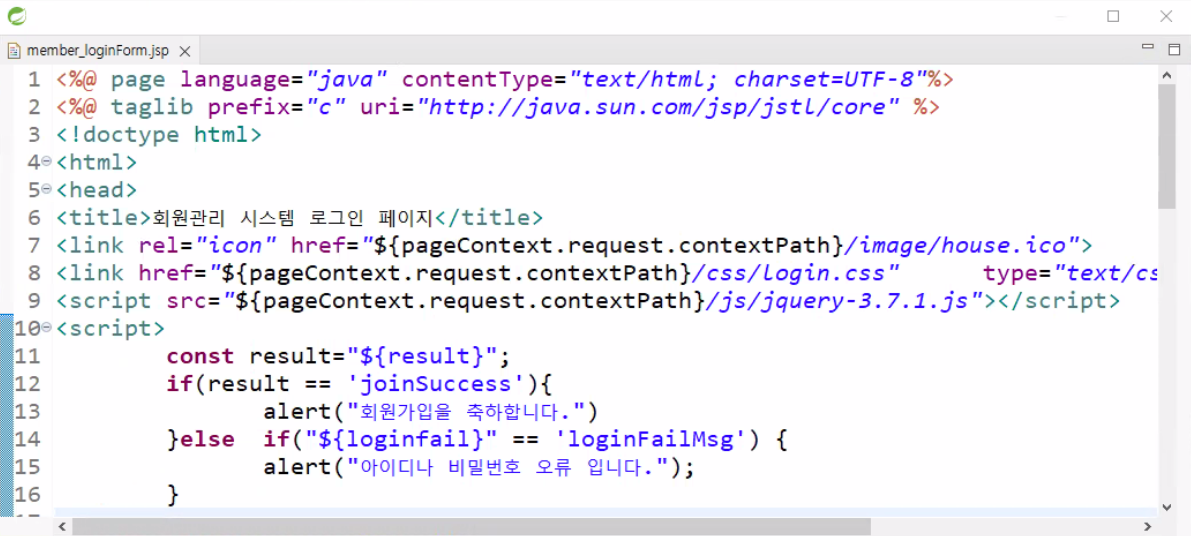 member_loginForm.jsp
1 <%@ page language="java" contentType="text/html; charset=UTF-8"%>
2 <%@ taglib prefix="c" uri="http://java.sun.com/jsp/jstl/core" %>
3 <!doctype html>
4 <html>
5 <head>
6 <title>회원관리 시스템 로그인 페이지</title>
7 <link rel="icon" href="${pageContext.request.contextPath}/image/house.ico">
8 <link href="${pageContext.request.contextPath}/css/login.css" type="text/cs
9 <script src="${pageContext.request.contextPath}/js/jquery-3.7.1.js"></script>
10 <script>
11 const result="${result}";
12 if(result == 'joinSuccess'){
13 alert("회원가입을 축하합니다.")
14 }else if("${loginfail}" == 'loginFailMsg') {
15 alert("아이디나 비밀번호 오류 입니다.");
16 }